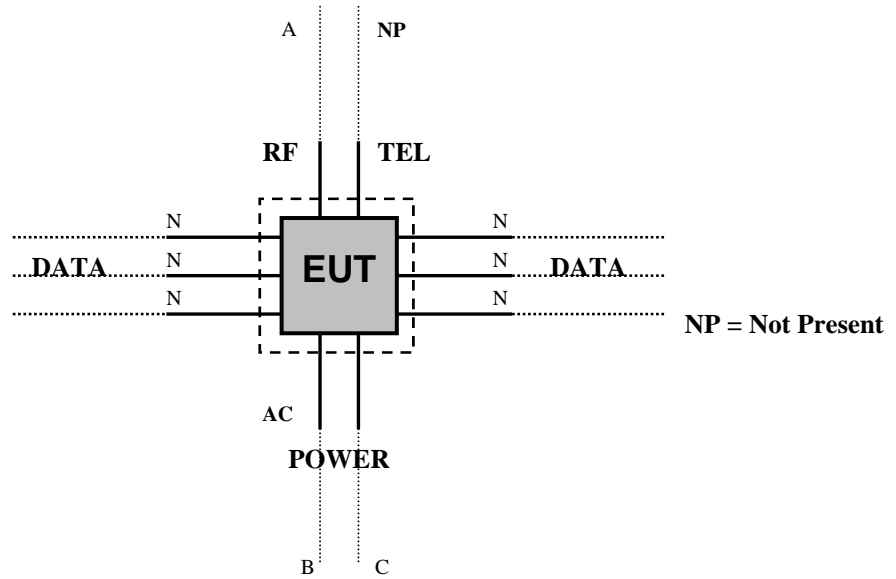 A NP
RF TEL
N N
EUT
DATA N N DATA
N N
NP = Not Present
AC
POWER
B C